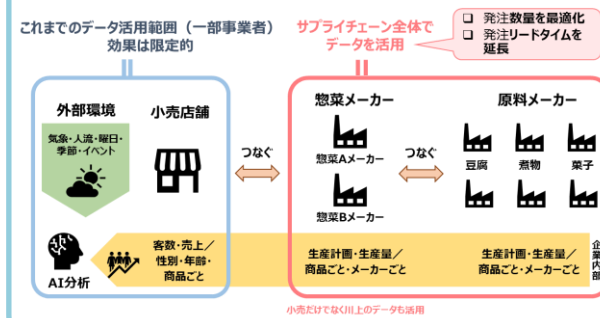 これまでのデータ活用範囲（一部事業者）
効果は限定的
サプライチェーン全体で
データを活用
❑ 発注数量を最適化
❑ 発注リードタイムを
延長
外部環境
小売店舗
気象・人流・曜日・
季節・イベント
つなぐ
惣菜メーカー
惣菜Aメーカー
惣菜Bメーカー
つなぐ
原料メーカー
豆腐
煮物
菓子
AI分析
客数・売上／
性別・年齢・
商品ごと
生産計画・生産量／
商品ごと・メーカーごと
生産計画・生産量／
商品ごと・メーカーごと
企業内部
小売だけでなく川上のデータも活用